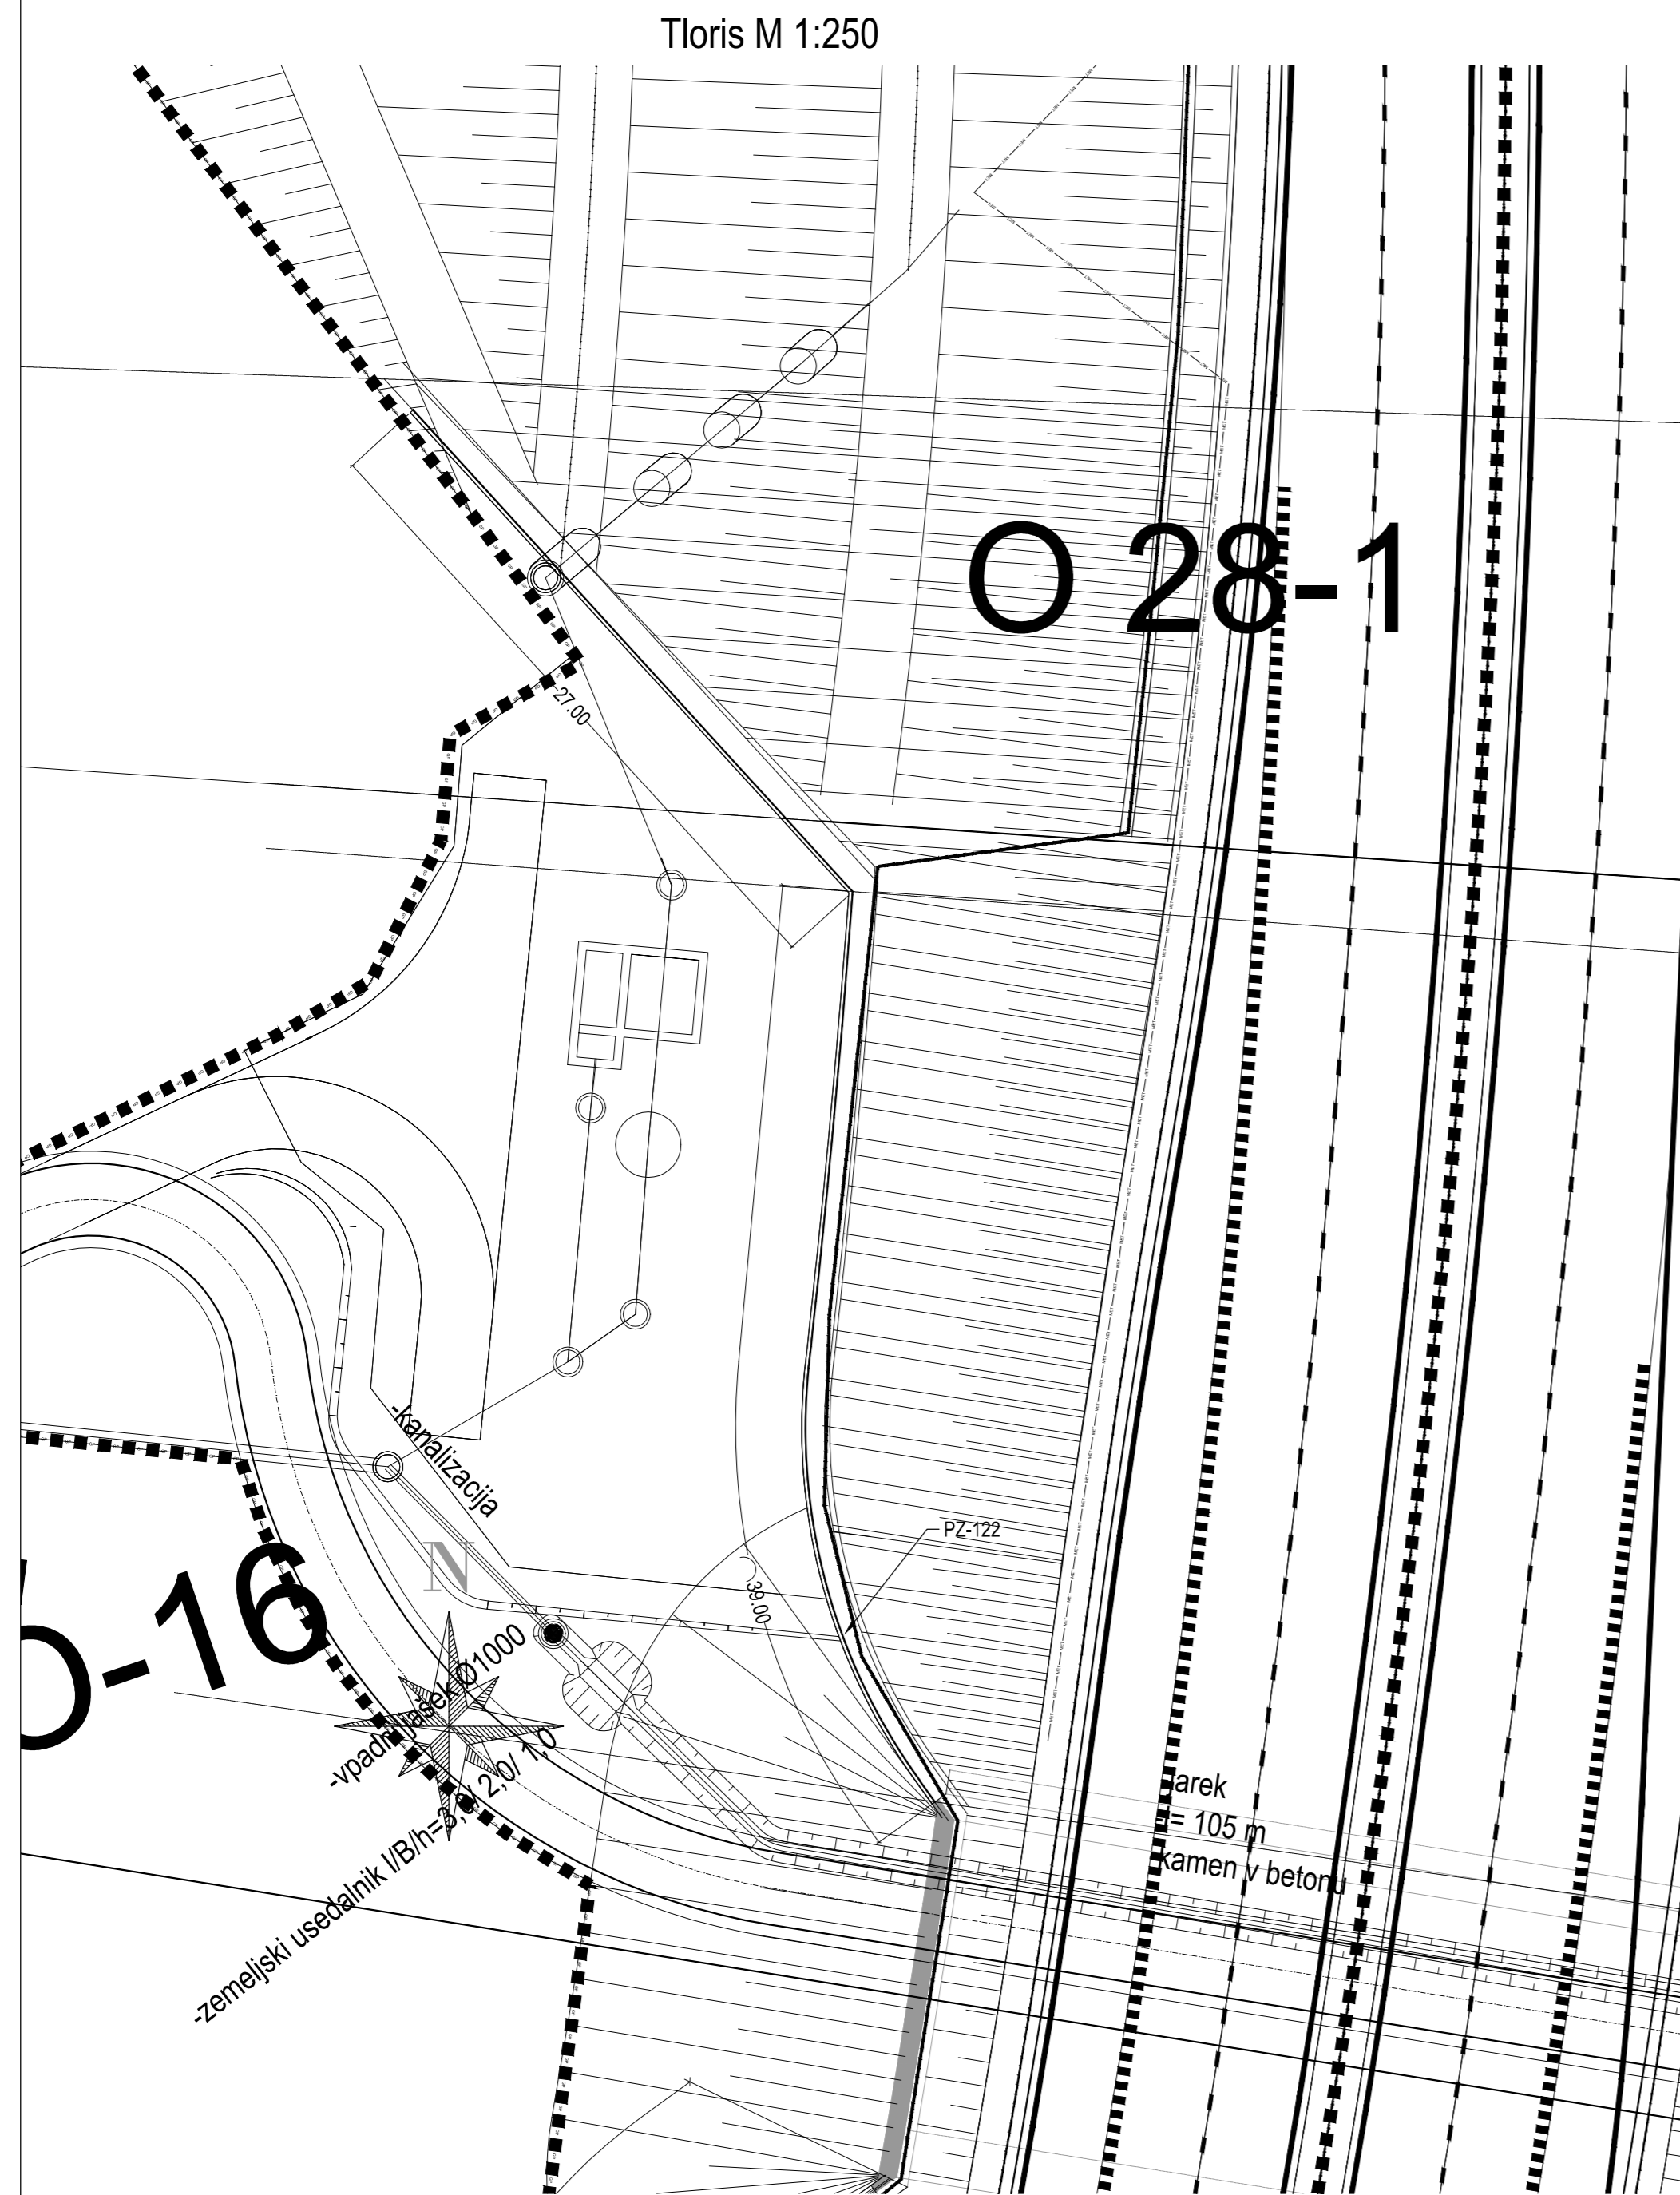 Tloris M 1:250
O 28-1
27.00
-kanalizacija
PZ-122
N
39.00
O-16
-vpadni jašek Ø1000
-zemeljski usedalnik l/B/h=3,0/ 2,0/ 1,0
jarek
l= 105 m
kamen v betonu